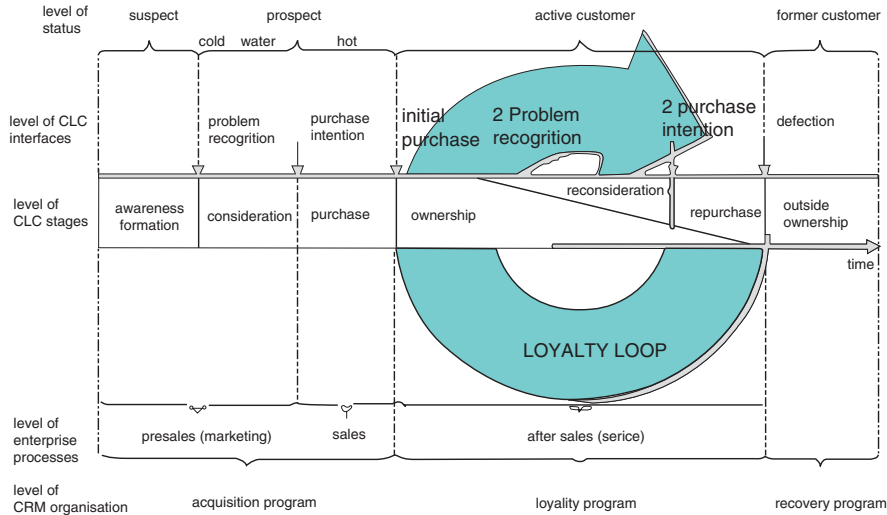 level of
status
suspect
prospect
active customer
former customer
cold
water
hot
level of CLC
interfaces
problem
recogrition
purchase
intention
initial
purchase
2 Problem
recogrition
2 purchase
intention
defection
level of
CLC stages
awareness
formation
consideration
purchase
ownership
reconsideration
repurchase
outside
ownership
time
LOYALTY LOOP
level of
enterprise
processes
presales (marketing)
sales
after sales (serice)
level of
CRM organisation
acquisition program
loyality program
recovery program